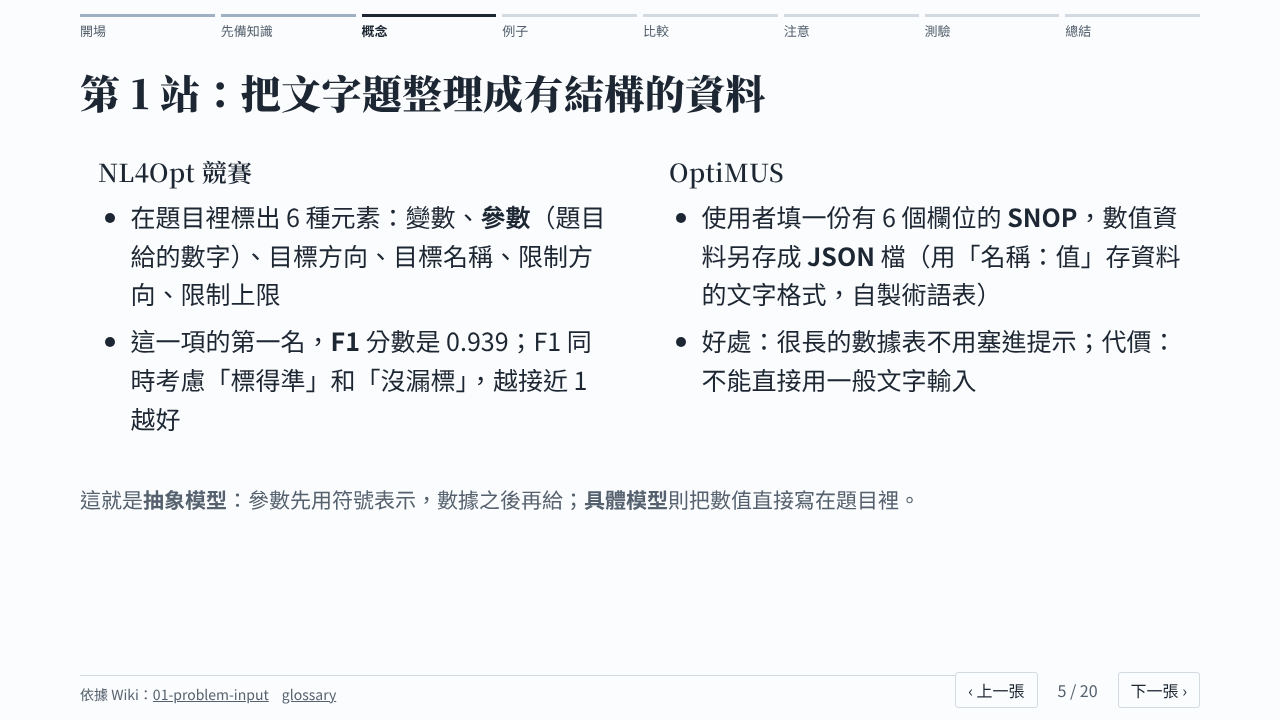 開場
先備知識
概念
例子
比較
注意
測驗
總結
第 1 站：把文字題整理成有結構的資料
NL4Opt 競賽
• 在題目裡標出 6 種元素：變數、參數（題目
給的數字）、目標方向、目標名稱、限制方
向、限制上限
• 這一項的第一名，F1 分數是 0.939；F1 同
時考慮「標得準」和「沒漏標」，越接近 1
越好
OptiMUS
• 使用者填一份有 6 個欄位的 SNOP，數值資
料另存成 JSON 檔（用「名稱：值」存資料
的文字格式，自製術語表）
• 好處：很長的數據表不用塞進提示；代價：
不能直接用一般文字輸入
這就是抽象模型：參數先用符號表示，數據之後再給；具體模型則把數值直接寫在題目裡。
依據 Wiki：01-problem-input glossary
‹ 上一張
5 / 20
下一張 ›